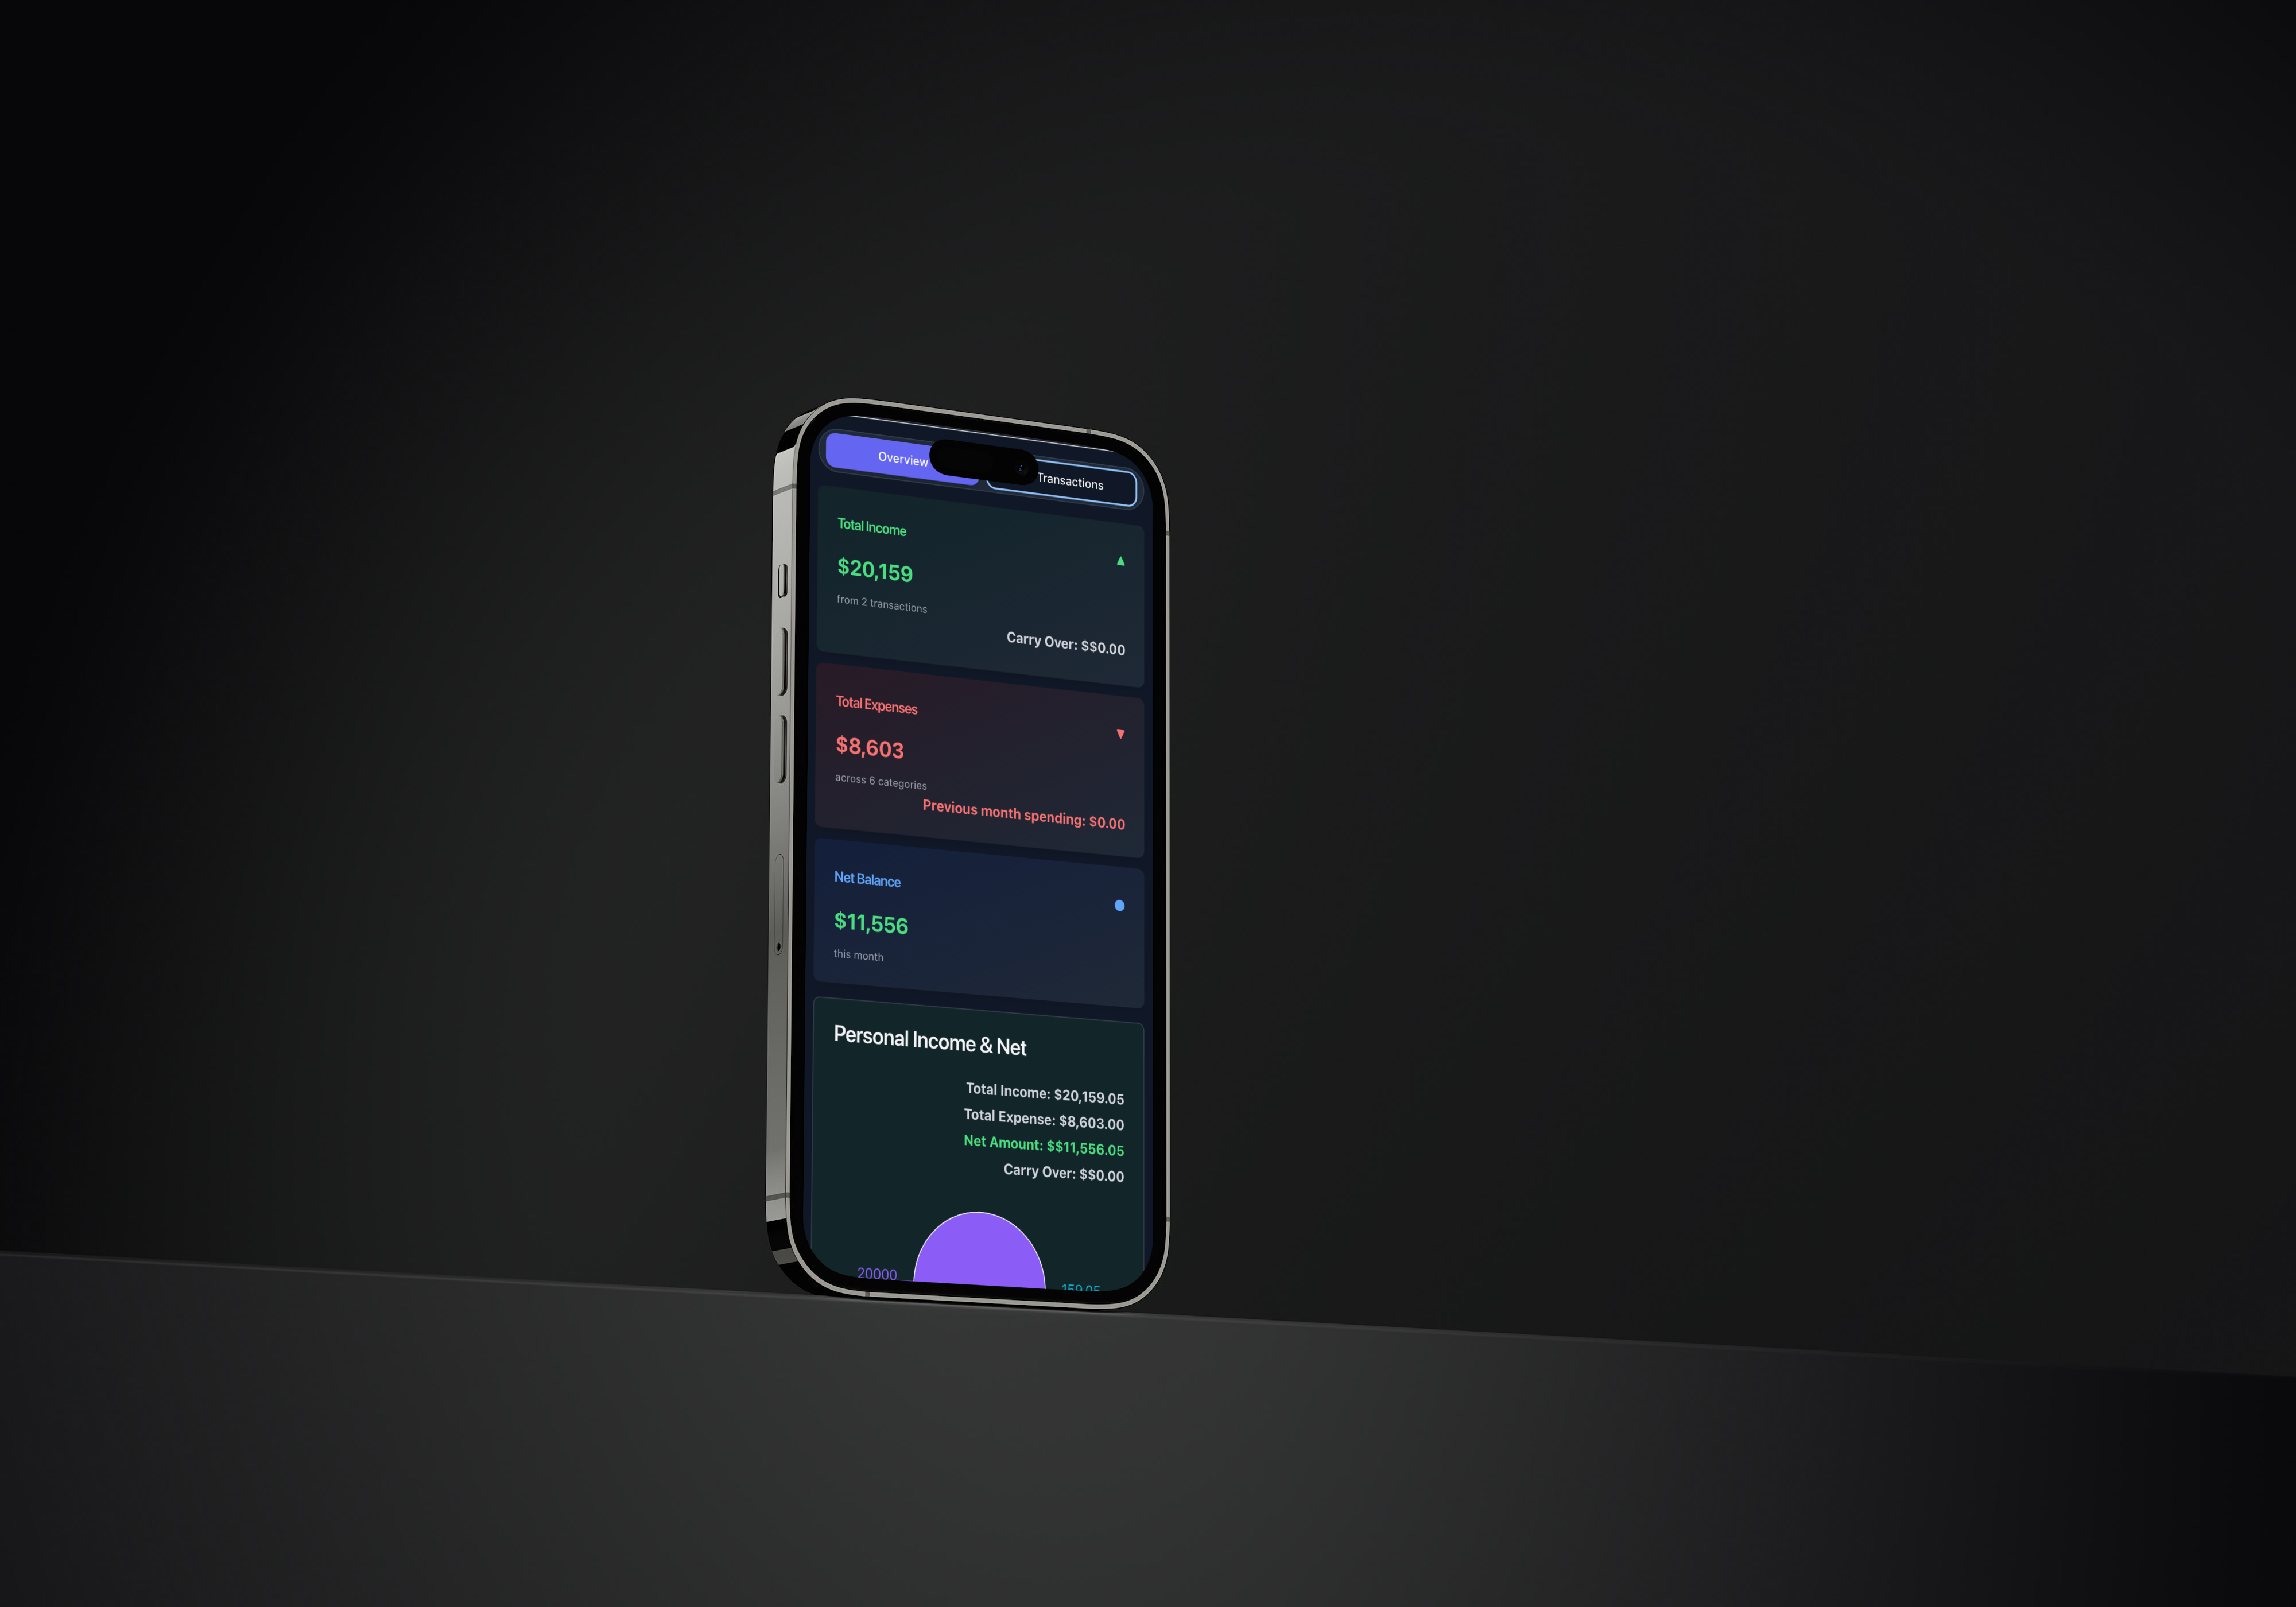 Overview
Transactions
Total Income
▲
$20,159
from 2 transactions
Carry Over: $$0.00
Total Expenses
▼
$8,603
across 6 categories
Previous month spending: $0.00
Net Balance
$11,556
this month
Personal Income & Net
Total Income: $20,159.05
Total Expense: $8,603.00
Net Amount: $$11,556.05
Carry Over: $$0.00
20000
159.05